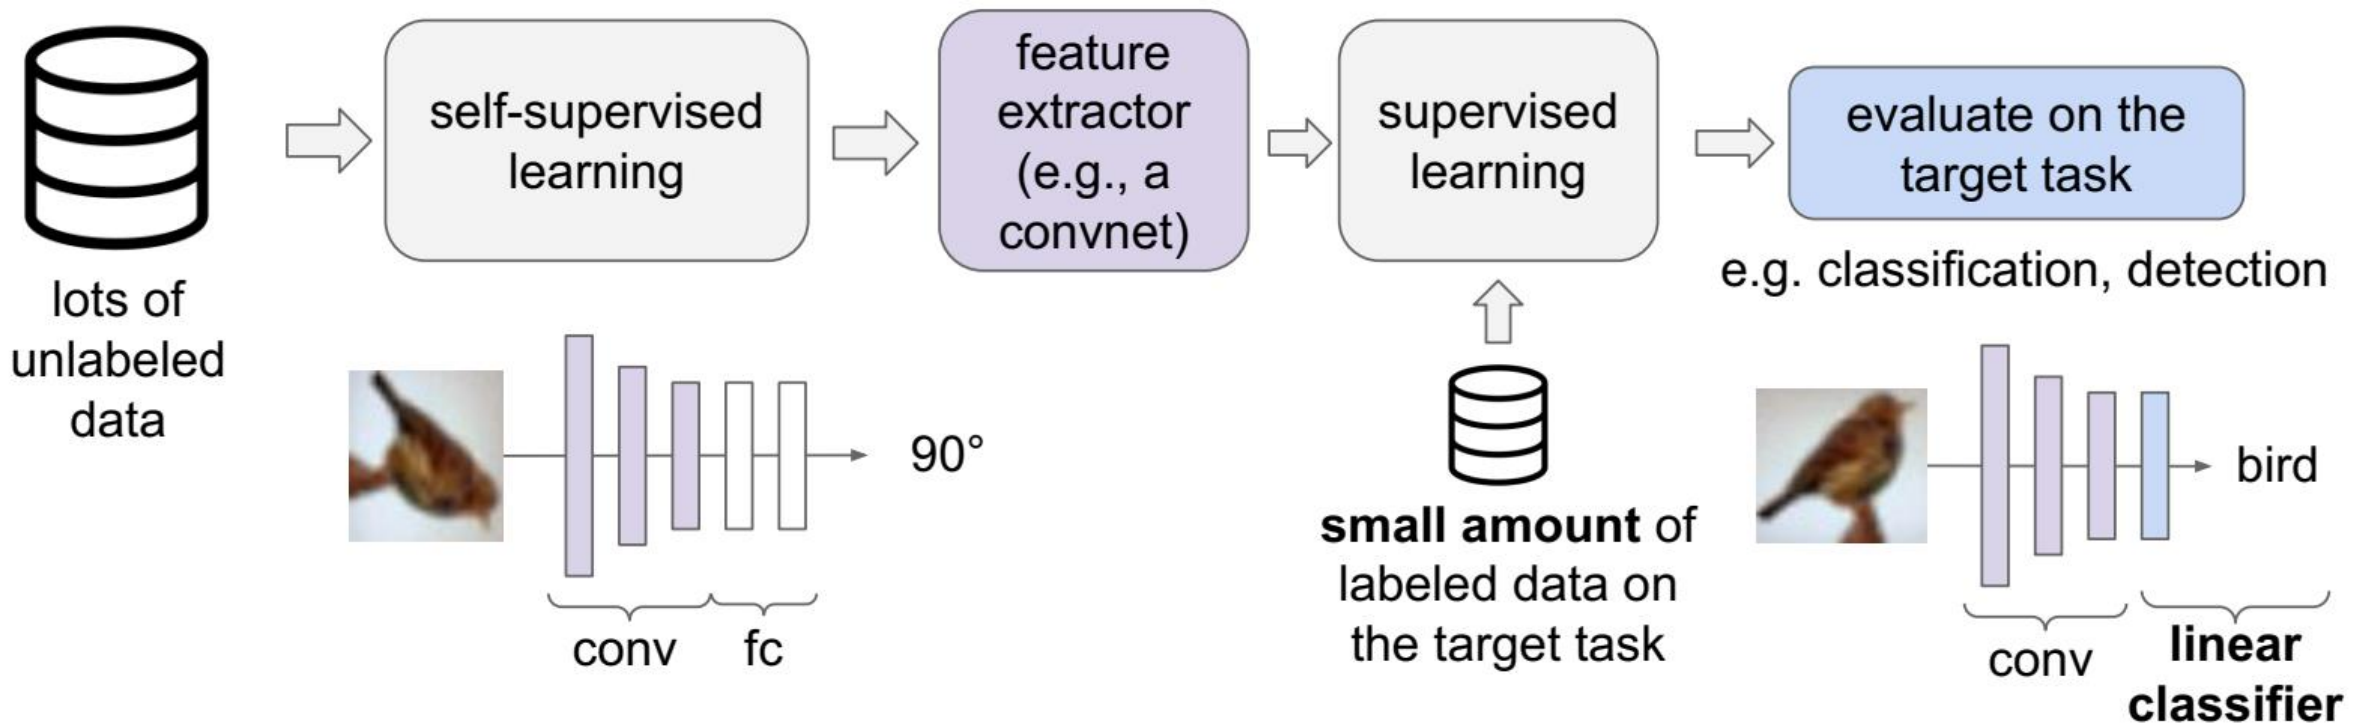 lots of
unlabeled
data
self-supervised
learning
feature
extractor
(e.g., a
convnet)
supervised
learning
evaluate on the
target task
e.g. classification, detection
90°
conv
fc
small amount of
labeled data on
the target task
bird
conv
linear
classifier